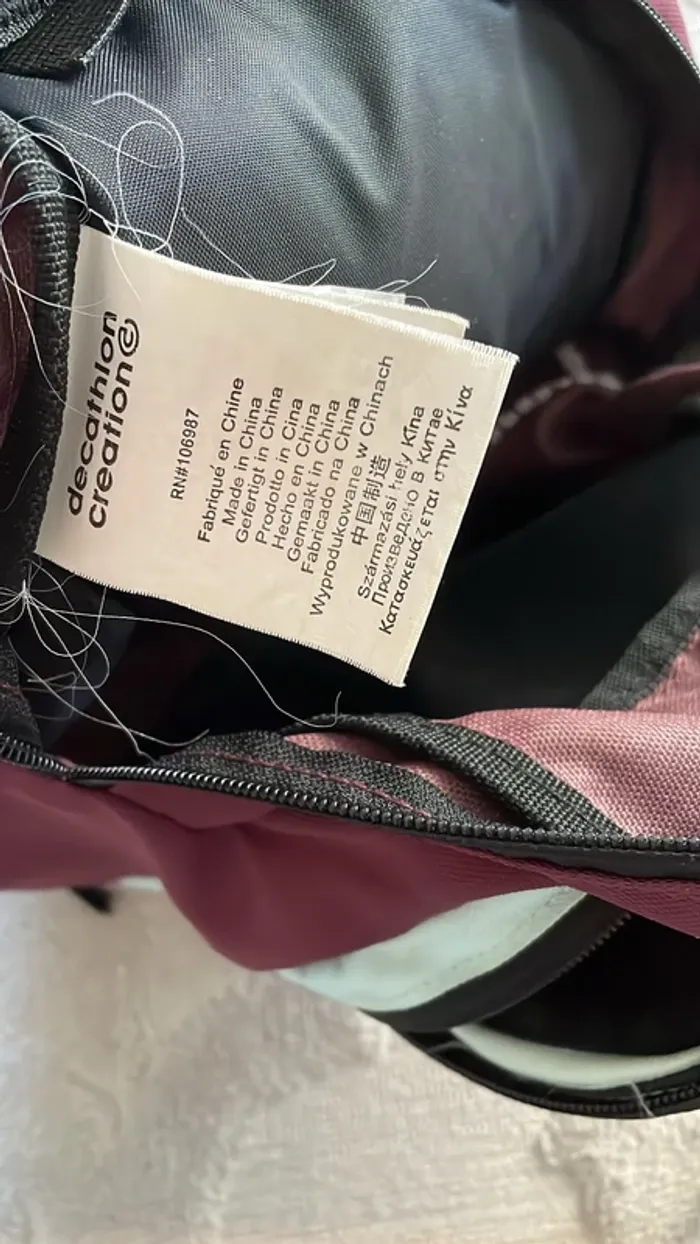 decathlon
creation
RN#106987
Fabriqué en Chine
Made in China
Gefertigt in China
Prodotto in Cina
Hecho en China
Gemaakt in China
Fabricado na China
Wyprodukowane w Chinach
中国制造
Származási hely Kína
Произведено В Китае
Κατασκευάζεται στην Κίνα